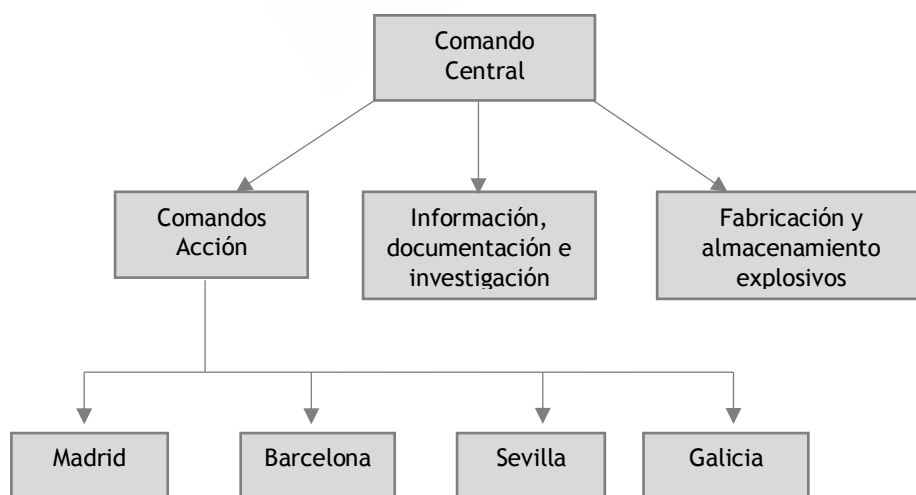 Comando
Central
Comandos
Acción
Información,
documentación e
investigación
Fabricación y
almacenamiento
explosivos
Madrid
Barcelona
Sevilla
Galicia